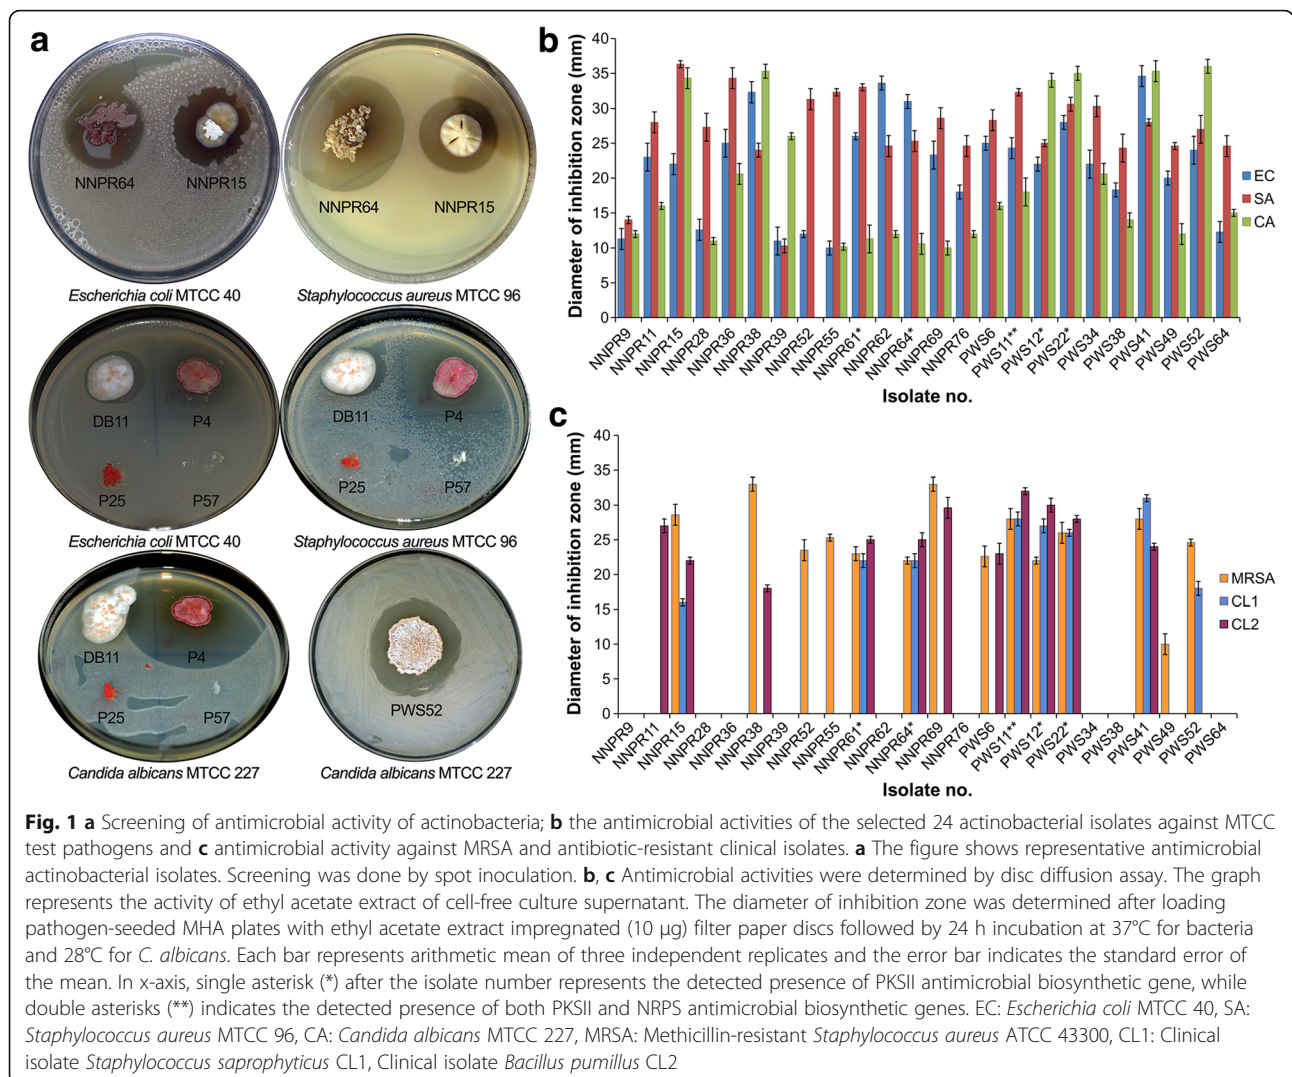 a
NNPR64
NNPR15
Escherichia coli MTCC 40
NNPR64
NNPR15
Staphylococcus aureus MTCC 96
DB11
P4
P25
P57
Escherichia coli MTCC 40
DB11
P4
P25
P57
Staphylococcus aureus MTCC 96
DB11
P4
P25
P57
Candida albicans MTCC 227
PWS52
Candida albicans MTCC 227
b
Diameter of inhibition zone (mm)
40
35
30
25
20
15
10
5
0
NNPR9
NNPR11
NNPR15
NNPR28
NNPR36
NNPR38
NNPR39
NNPR52
NNPR55
NNPR61*
NNPR62
NNPR64*
NNPR69
NNPR76
PWS6
PWS11**
PWS12*
PWS22*
PWS34
PWS38
PWS41
PWS49
PWS52
PWS64
Isolate no.
EC
SA
CA
c
Diameter of inhibition zone (mm)
40
35
30
25
20
15
10
5
0
NNPR9
NNPR11
NNPR15
NNPR28
NNPR36
NNPR38
NNPR39
NNPR52
NNPR55
NNPR61*
NNPR62
NNPR64*
NNPR69
NNPR76
PWS6
PWS11**
PWS12*
PWS22*
PWS34
PWS38
PWS41
PWS49
PWS52
PWS64
Isolate no.
MRSA
CL1
CL2
Fig. 1 a Screening of antimicrobial activity of actinobacteria; b the antimicrobial activities of the selected 24 actinobacterial isolates against MTCC
test pathogens and c antimicrobial activity against MRSA and antibiotic-resistant clinical isolates. a The figure shows representative antimicrobial
actinobacterial isolates. Screening was done by spot inoculation. b, c Antimicrobial activities were determined by disc diffusion assay. The graph
represents the activity of ethyl acetate extract of cell-free culture supernatant. The diameter of inhibition zone was determined after loading
pathogen-seeded MHA plates with ethyl acetate extract impregnated (10 μg) filter paper discs followed by 24 h incubation at 37°C for bacteria
and 28°C for C. albicans. Each bar represents arithmetic mean of three independent replicates and the error bar indicates the standard error of
the mean. In x-axis, single asterisk (*) after the isolate number represents the detected presence of PKSII antimicrobial biosynthetic gene, while
double asterisks (**) indicates the detected presence of both PKSII and NRPS antimicrobial biosynthetic genes. EC: Escherichia coli MTCC 40, SA:
Staphylococcus aureus MTCC 96, CA: Candida albicans MTCC 227, MRSA: Methicillin-resistant Staphylococcus aureus ATCC 43300, CL1: Clinical
isolate Staphylococcus saprophyticus CL1, Clinical isolate Bacillus pumillus CL2